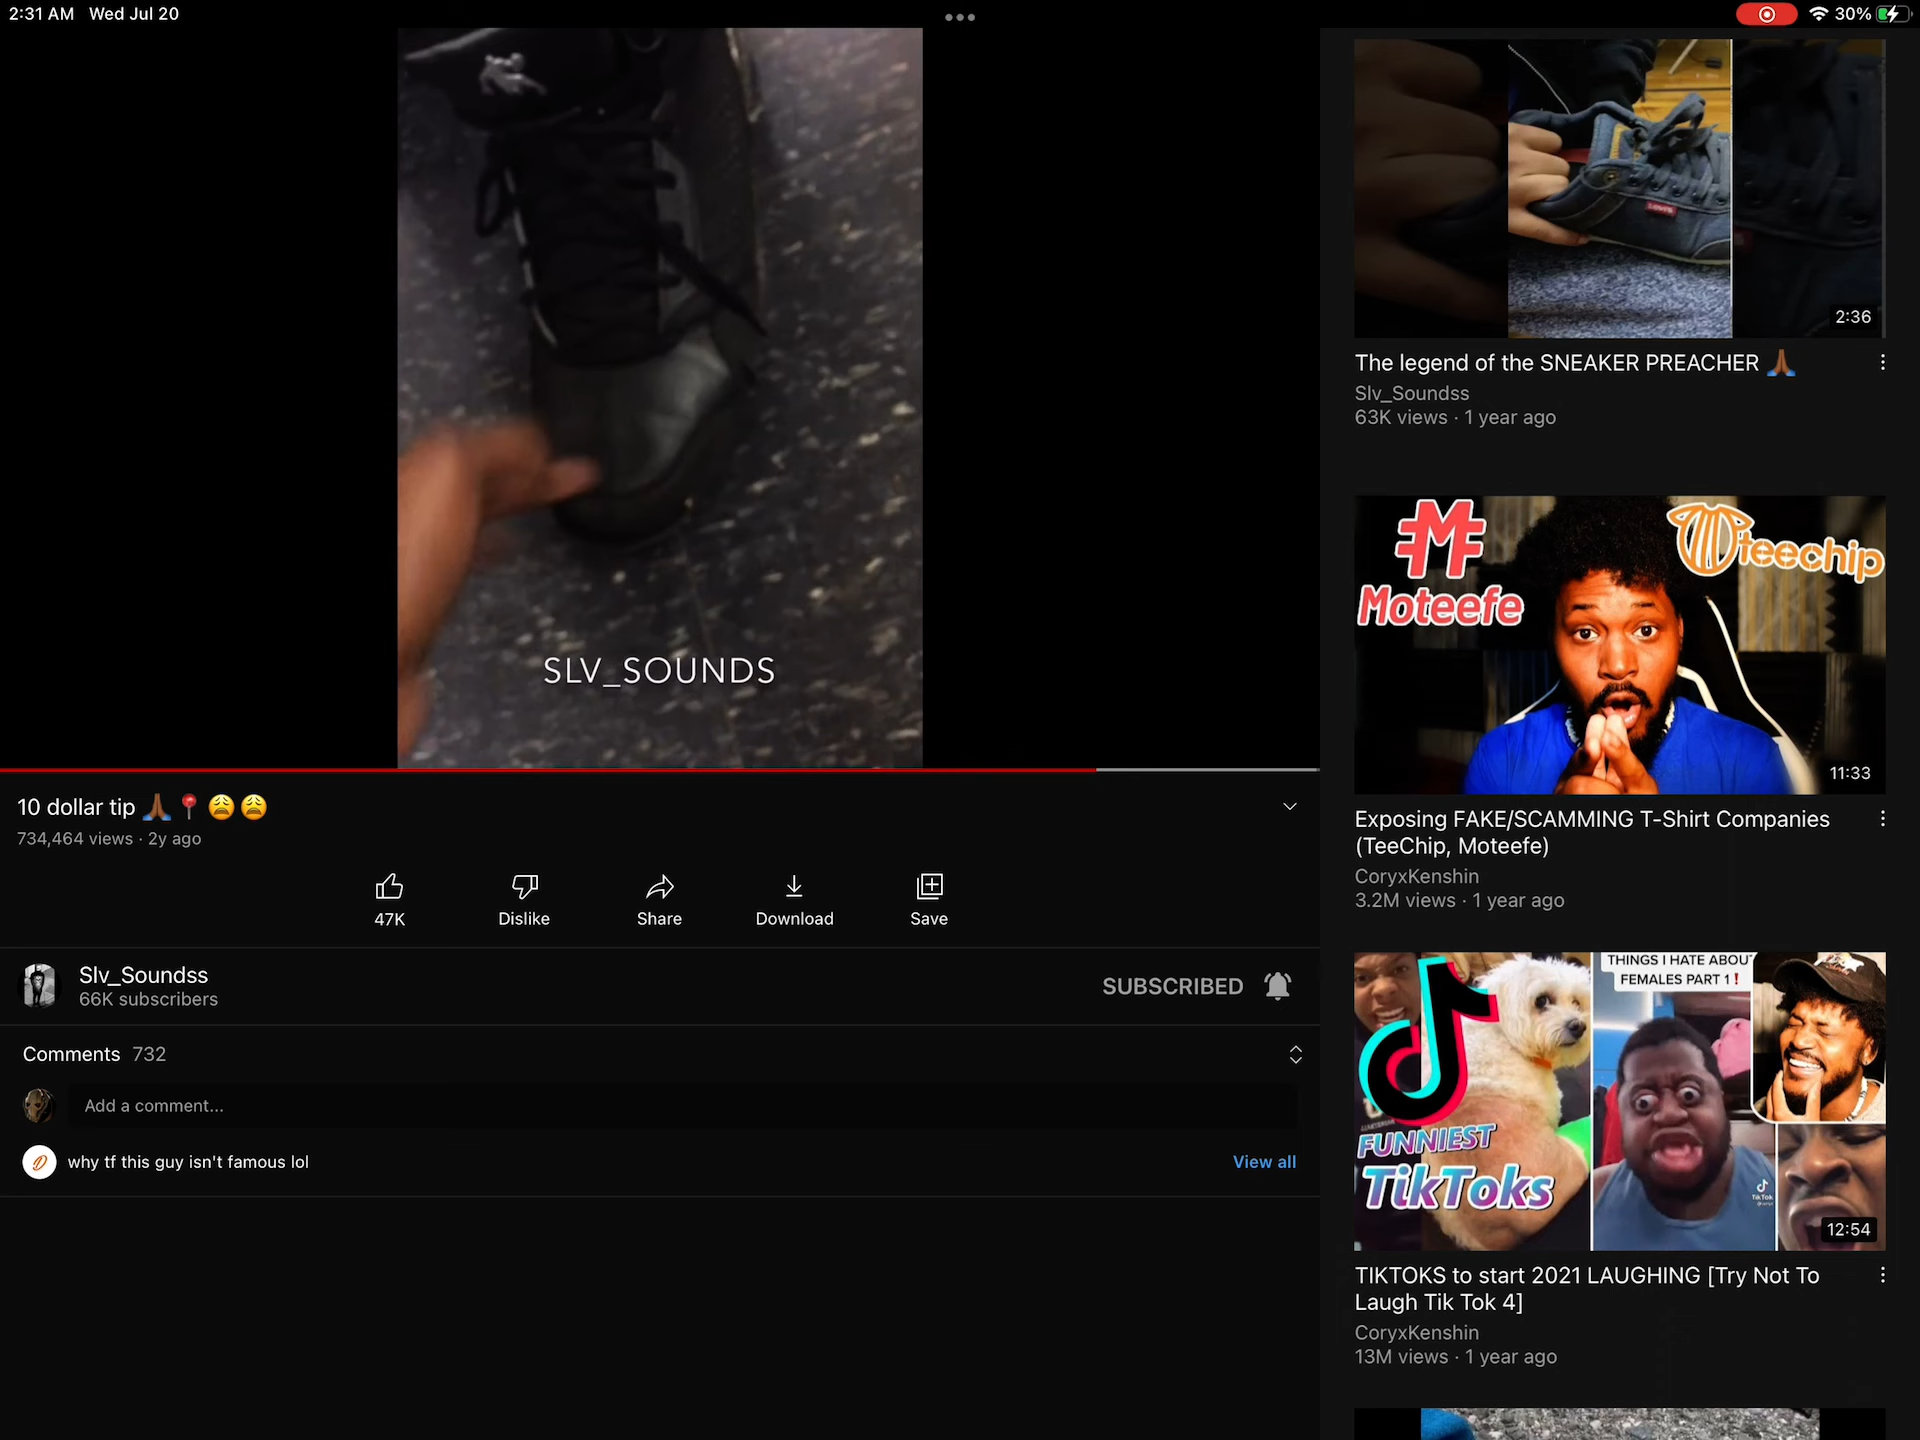 2:31 AM Wed Jul 20
30%
SLV_SOUNDS
10 dollar tip 🙏🏾📍😩😩
734,464 views · 2y ago
47K
Dislike
Share
Download
Save
Slv_Soundss
66K subscribers
SUBSCRIBED
Comments 732
Add a comment...
why tf this guy isn't famous lol
View all
LEVI'S
2:36
The legend of the SNEAKER PREACHER 🙏🏾
Slv_Soundss
63K views · 1 year ago
Moteefe
teechip
11:33
Exposing FAKE/SCAMMING T-Shirt Companies
(TeeChip, Moteefe)
CoryxKenshin
3.2M views · 1 year ago
THINGS I HATE ABOUT
FEMALES PART 1❗
FUNNIEST
TikToks
TikTok
12:54
TIKTOKS to start 2021 LAUGHING [Try Not To
Laugh Tik Tok 4]
CoryxKenshin
13M views · 1 year ago